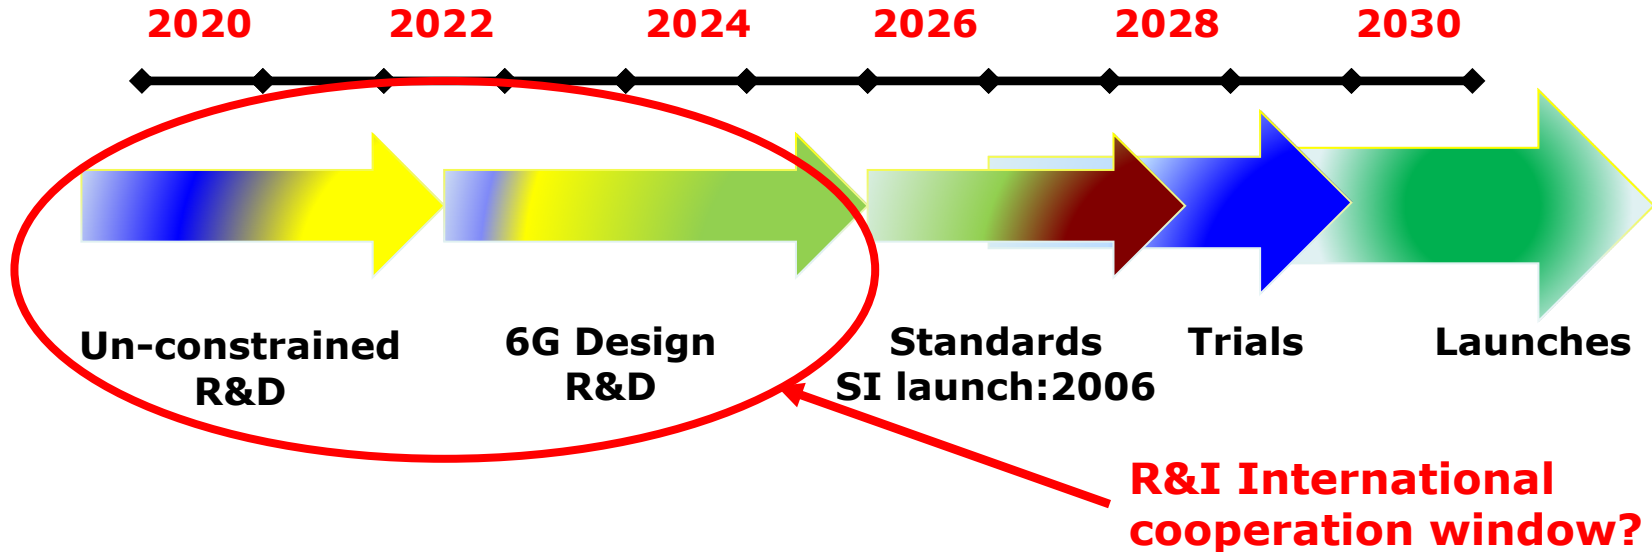 2020 2022 2024 2026 2028 2030
Un-constrained
R&D
6G Design
R&D
Standards
SI launch:2006
Trials
Launches
R&I International
cooperation window?